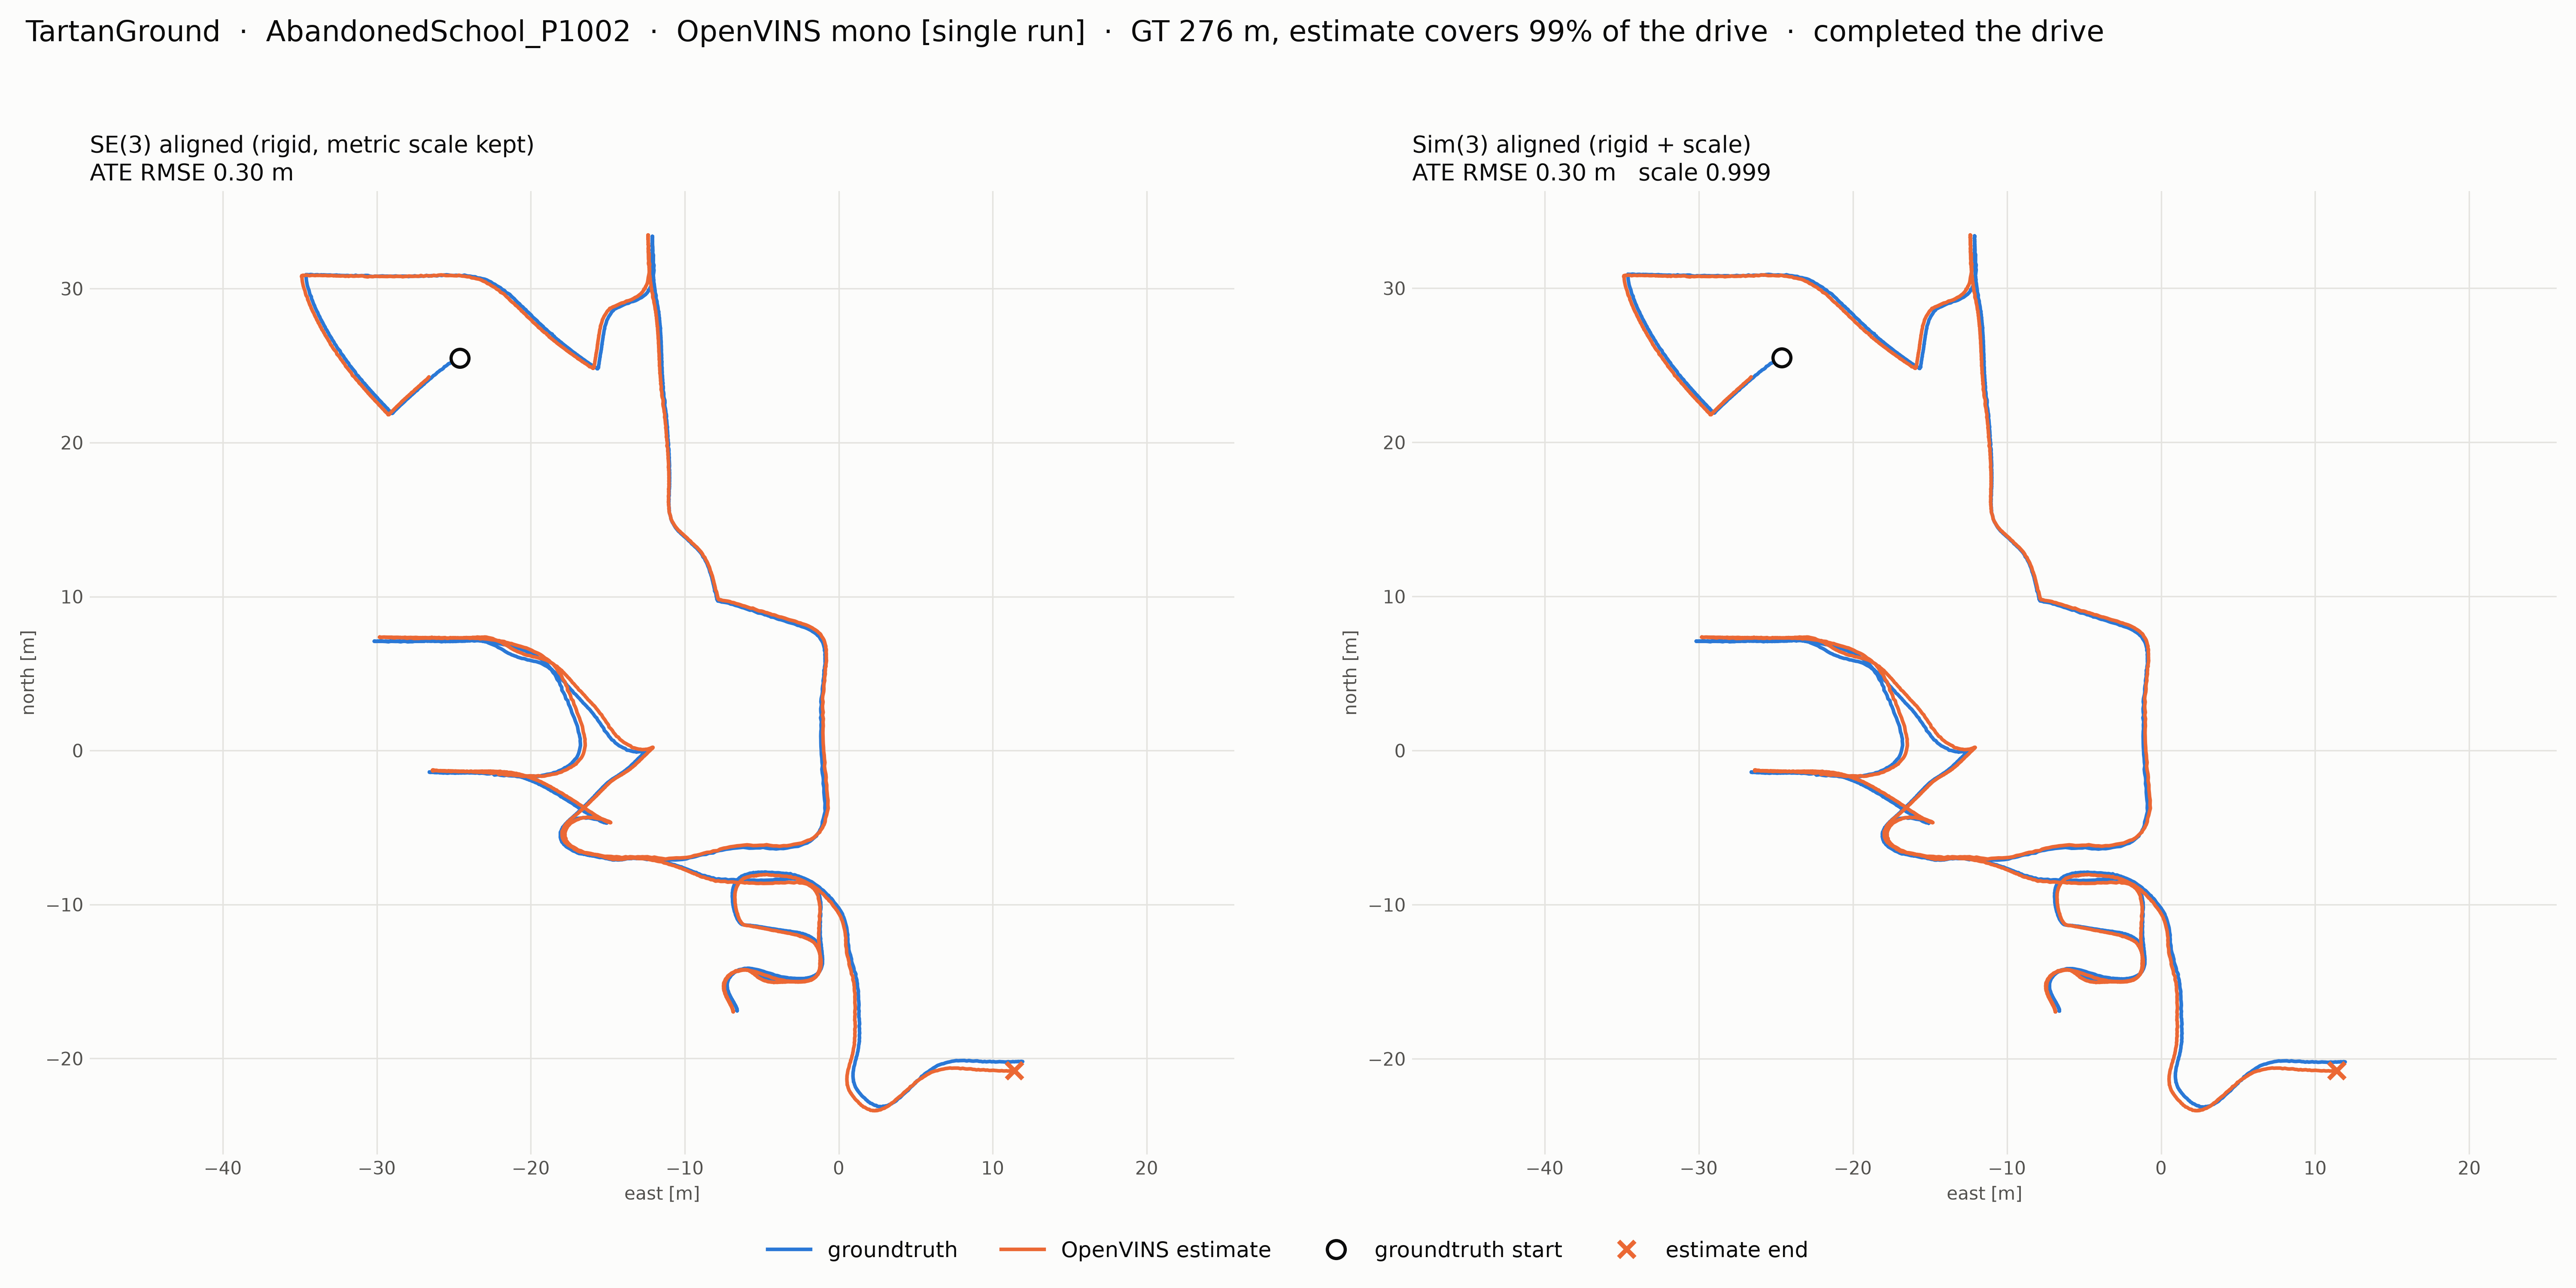 TartanGround · AbandonedSchool_P1002 · OpenVINS mono [single run] · GT 276 m, estimate covers 99% of the drive · completed the drive
SE(3) aligned (rigid, metric scale kept)
ATE RMSE 0.30 m
30
20
10
0
−10
−20
north [m]
−40
−30
−20
−10
0
10
20
east [m]
Sim(3) aligned (rigid + scale)
ATE RMSE 0.30 m   scale 0.999
30
20
10
0
−10
−20
north [m]
−40
−30
−20
−10
0
10
20
east [m]
groundtruth
OpenVINS estimate
groundtruth start
estimate end